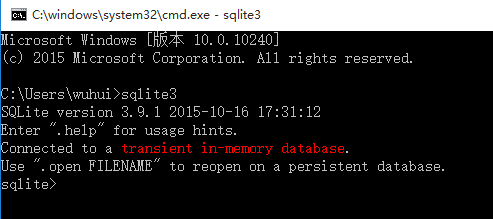 C:\windows\system32\cmd.exe - sqlite3
Microsoft Windows [版本 10.0.10240]
(c) 2015 Microsoft Corporation. All rights reserved.
C:\Users\wuhui>sqlite3
SQLite version 3.9.1 2015-10-16 17:31:12
Enter ".help" for usage hints.
Connected to a transient in-memory database.
Use ".open FILENAME" to reopen on a persistent database.
sqlite>